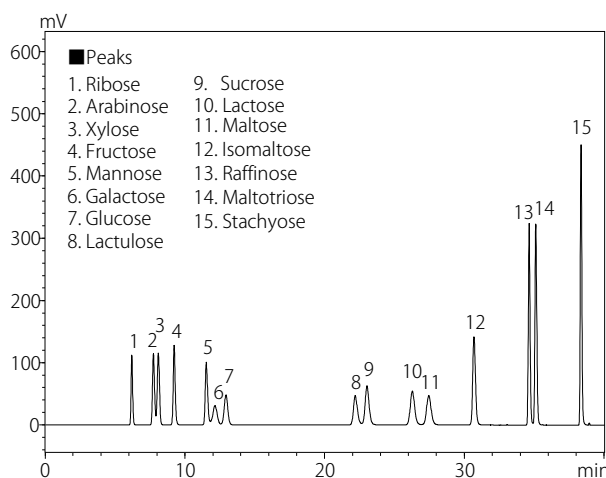 mV
600
500
400
300
200
100
0
■Peaks
1. Ribose
2. Arabinose
3. Xylose
4. Fructose
5. Mannose
6. Galactose
7. Glucose
8. Lactulose
9. Sucrose
10. Lactose
11. Maltose
12. Isomaltose
13. Raffinose
14. Maltotriose
15. Stachyose
1
2
3
4
5
6
7
8
9
10
11
12
13
14
15
0 10 20 30 min